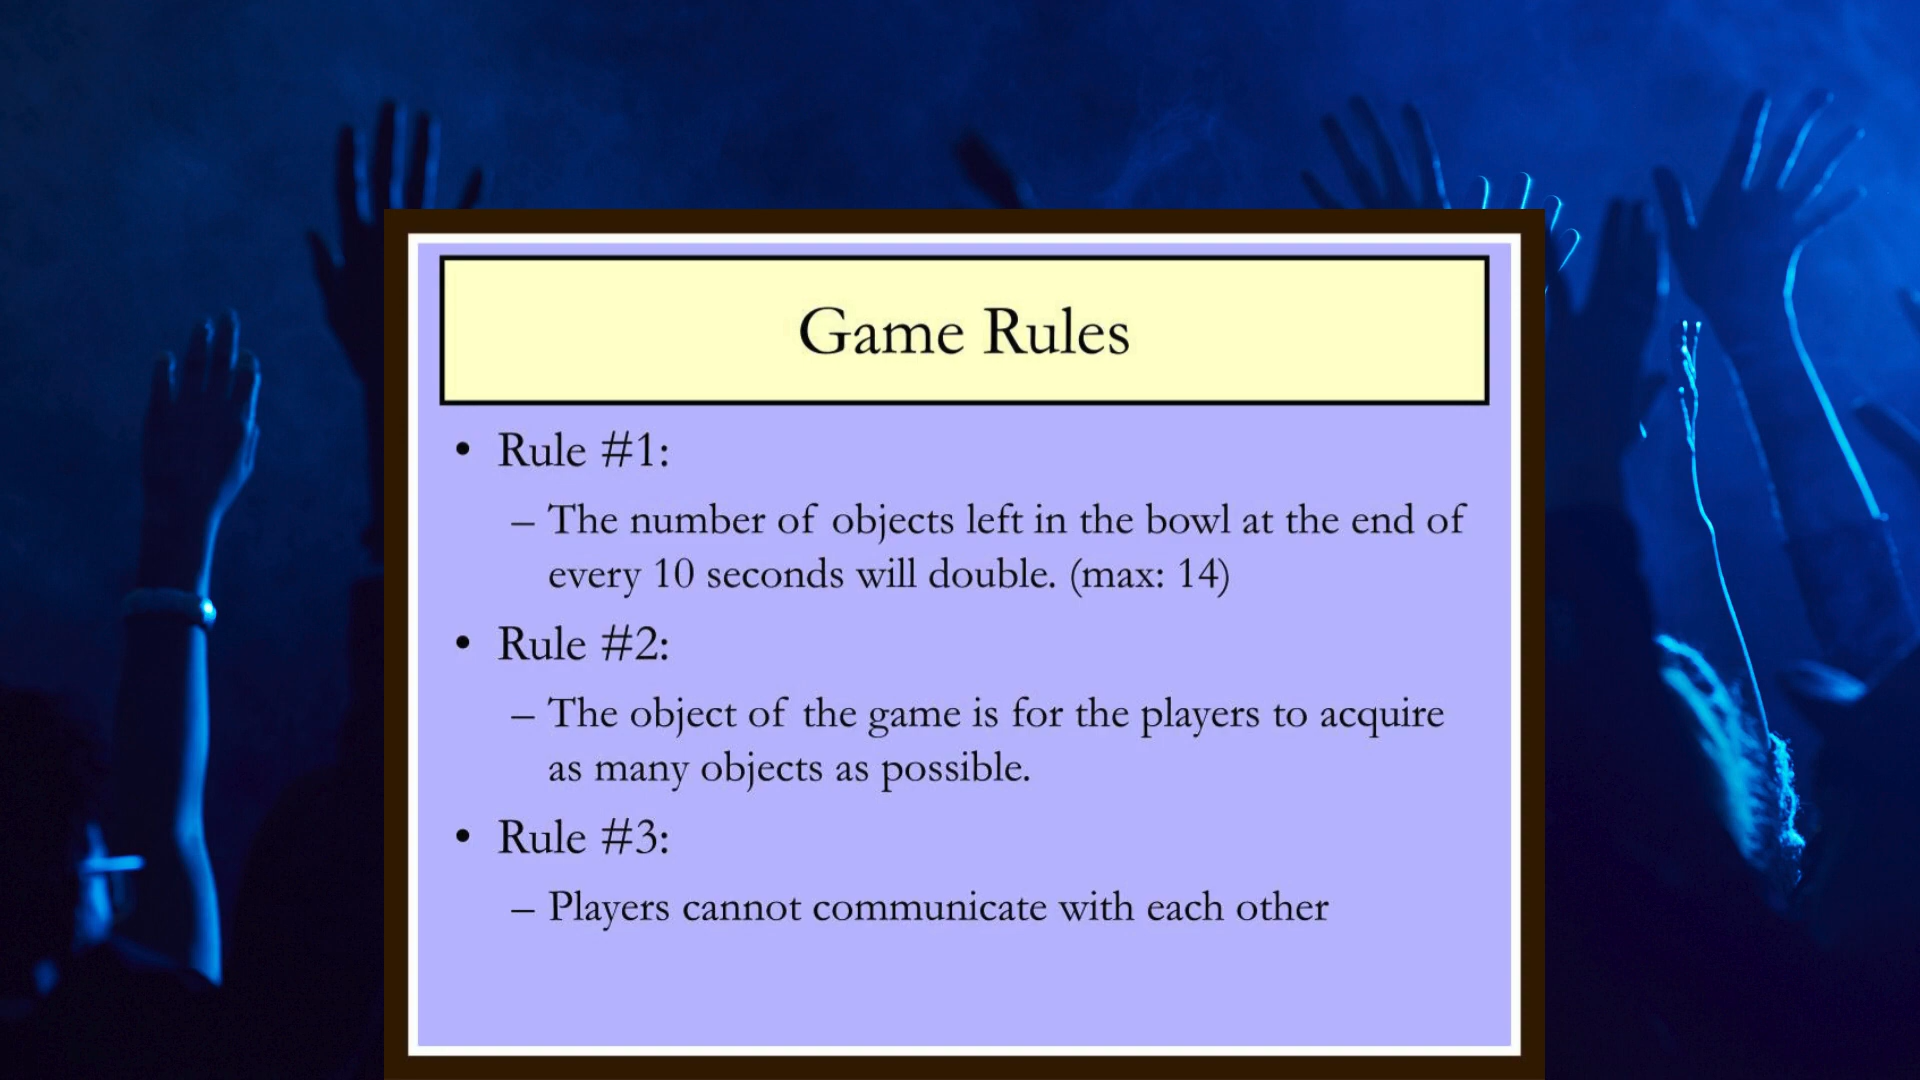 Game Rules
• Rule #1:
– The number of objects left in the bowl at the end of
every 10 seconds will double. (max: 14)
• Rule #2:
– The object of the game is for the players to acquire
as many objects as possible.
• Rule #3:
– Players cannot communicate with each other